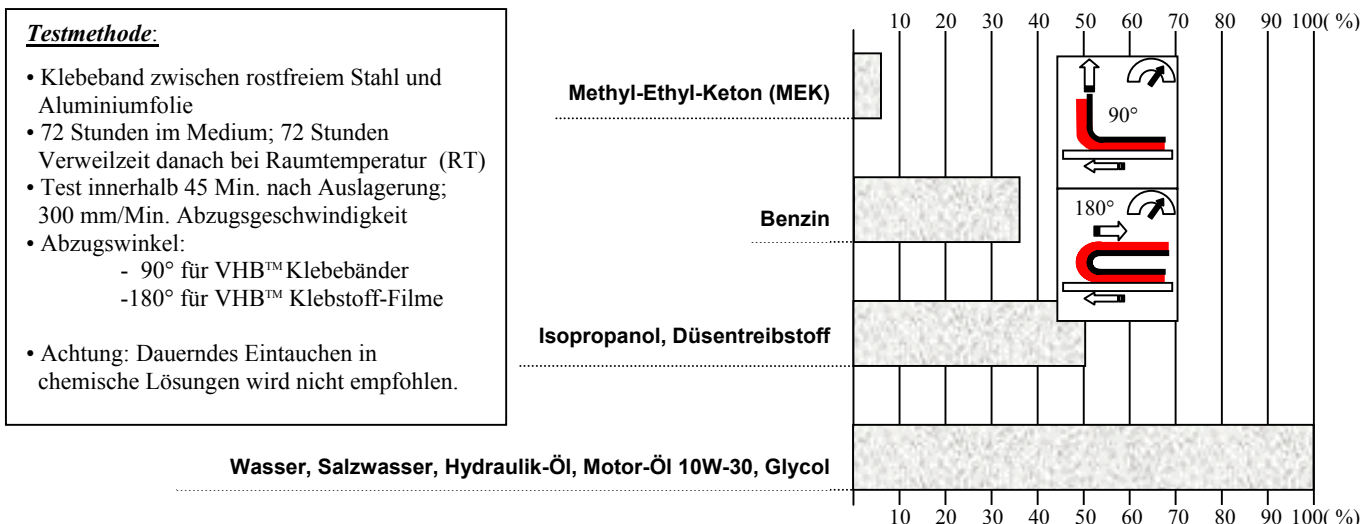 Testmethode:
• Klebeband zwischen rostfreiem Stahl und
Aluminiumfolie
• 72 Stunden im Medium; 72 Stunden
Verweilzeit danach bei Raumtemperatur (RT)
• Test innerhalb 45 Min. nach Auslagerung;
300 mm/Min. Abzugsgeschwindigkeit
• Abzugswinkel:
- 90° für VHB™ Klebebänder
-180° für VHB™ Klebstoff-Filme
• Achtung: Dauerndes Eintauchen in
chemische Lösungen wird nicht empfohlen.
10 20 30 40 50 60 70 80 90 100( %)
Methyl-Ethyl-Keton (MEK)
90°
Benzin
180°
Isopropanol, Düsentreibstoff
Wasser, Salzwasser, Hydraulik-Öl, Motor-Öl 10W-30, Glycol
10 20 30 40 50 60 70 80 90 100( %)